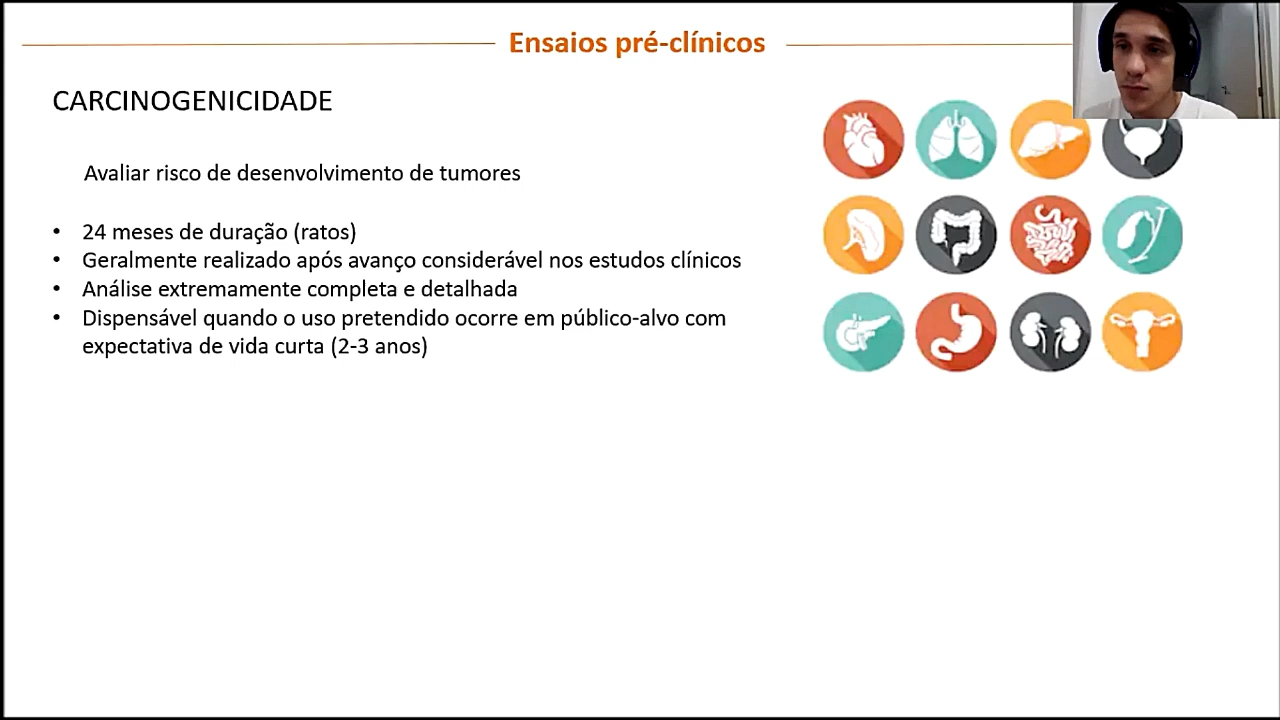 Ensaios pré-clínicos
CARCINOGENICIDADE
Avaliar risco de desenvolvimento de tumores
• 24 meses de duração (ratos)
• Geralmente realizado após avanço considerável nos estudos clínicos
• Análise extremamente completa e detalhada
• Dispensável quando o uso pretendido ocorre em público-alvo com
expectativa de vida curta (2-3 anos)